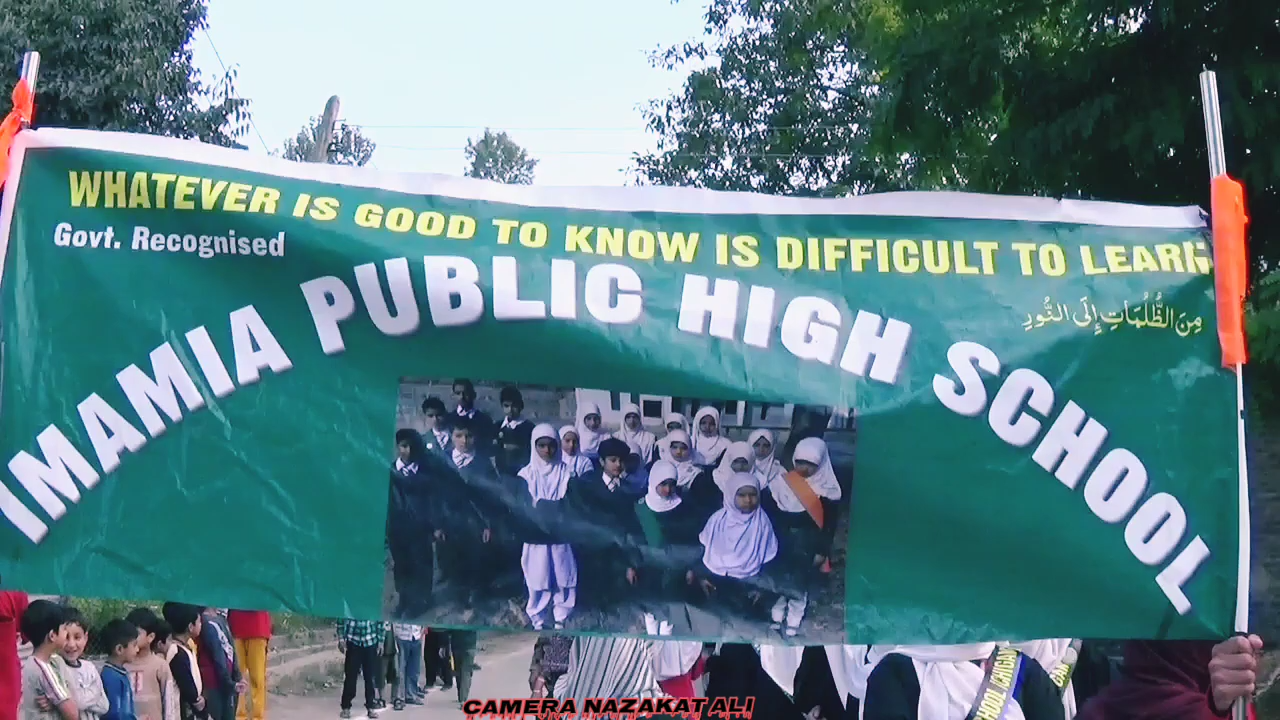 WHATEVER IS GOOD TO KNOW IS DIFFICULT TO LEARN
Govt. Recognised
مِنَ الظُّلُمَاتِ إِلَى النُّورِ
IMAMIA PUBLIC HIGH SCHOOL
CAMERA NAZAKAT ALI